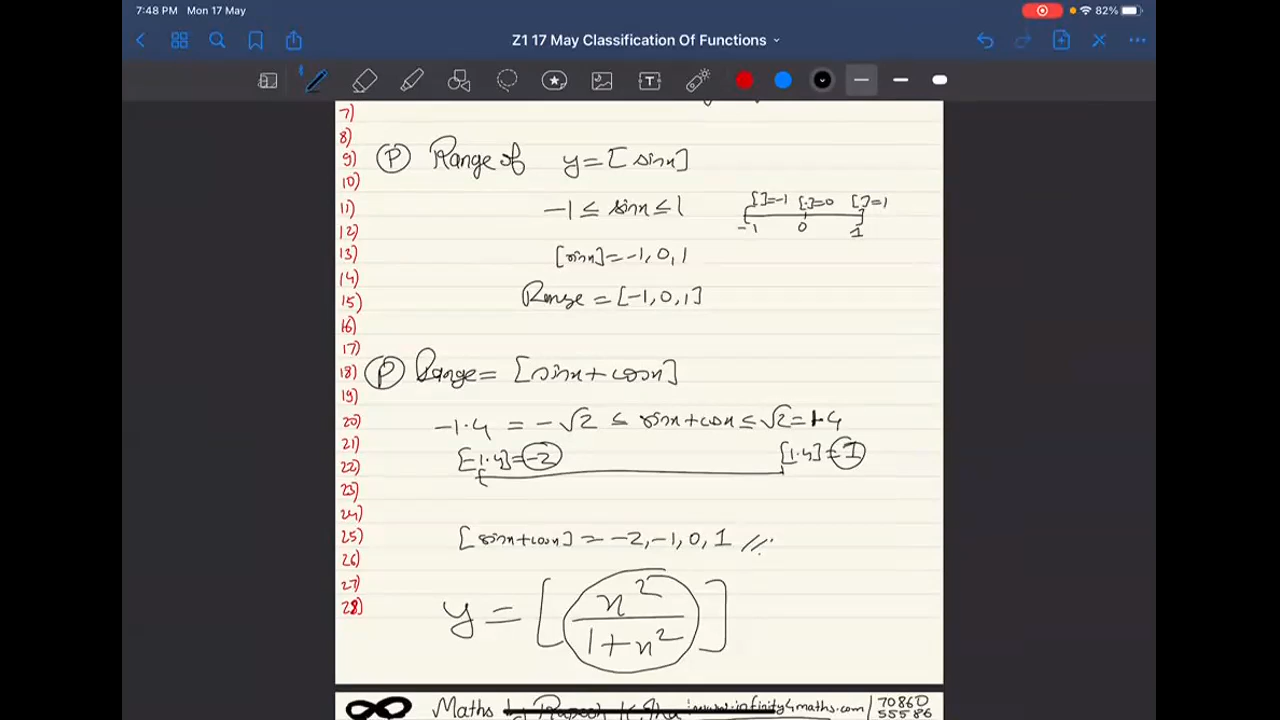 7:48 PM Mon 17 May 82%
Z1 17 May Classification Of Functions
7)
8)
9) (P) Range of y=[sinx]
10)
11) -1 ≤ sinx ≤ 1 []=-1 [.]=0 [.]=1
12) -1 0 1
13) [sinx]=-1,0,1
14)
15) Range = [-1,0,1]
16)
17)
18) (P) Range= [sinx+cosx]
19)
20) -1.4 = -√2 ≤ sinx+cosx ≤ √2=1.4
21) [-1.4]=-2 [1.4]=1
22)
23)
24)
25) [sinx+cosx] = -2,-1,0,1 //
26)
27)
28) y = [x²/(1+x²)]
Maths www.infinity4maths.com/ 70860
55586